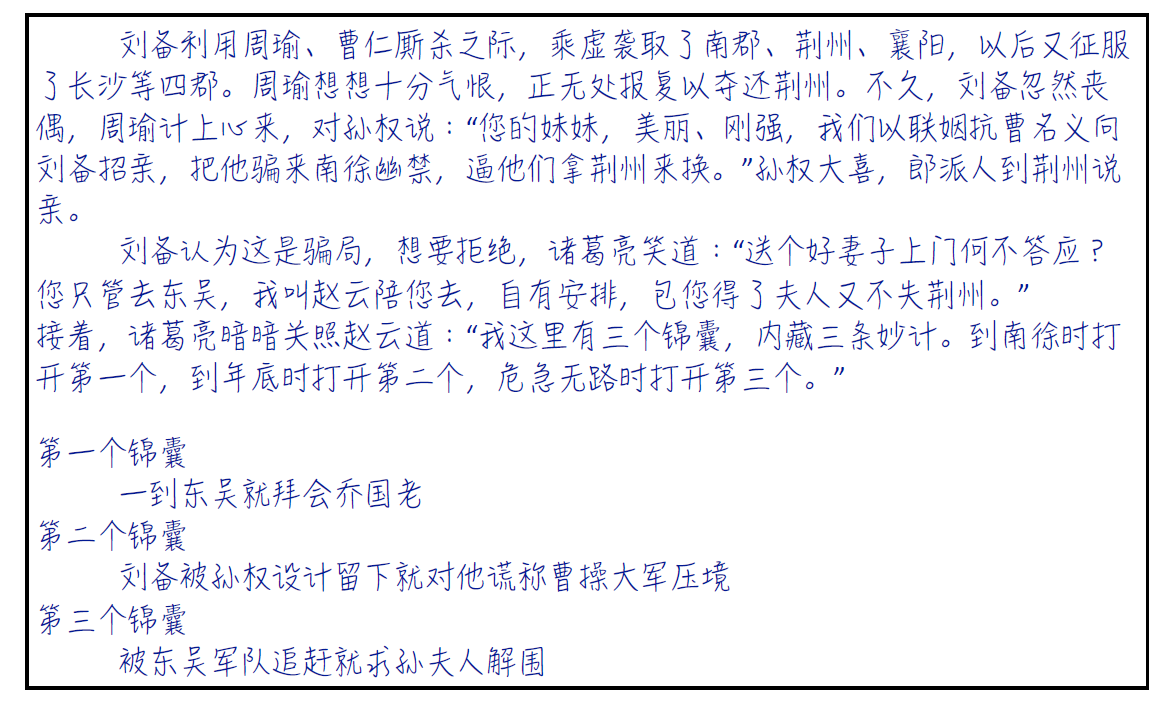 刘备利用周瑜、曹仁厮杀之际，乘虚袭取了南郡、荆州、襄阳，以后又征服
了长沙等四郡。周瑜想想十分气恨，正无处报复以夺还荆州。不久，刘备忽然丧
偶，周瑜计上心来，对孙权说：“您的妹妹，美丽、刚强，我们以联姻抗曹名义向
刘备招亲，把他骗来南徐幽禁，逼他们拿荆州来换。”孙权大喜，郎派人到荆州说
亲。
刘备认为这是骗局，想要拒绝，诸葛亮笑道：“送个好妻子上门何不答应？
您只管去东吴，我叫赵云陪您去，自有安排，包您得了夫人又不失荆州。”
接着，诸葛亮暗暗关照赵云道：“我这里有三个锦囊，内藏三条妙计。到南徐时打
开第一个，到年底时打开第二个，危急无路时打开第三个。”
第一个锦囊
一到东吴就拜会乔国老
第二个锦囊
刘备被孙权设计留下就对他谎称曹操大军压境
第三个锦囊
被东吴军队追赶就求孙夫人解围